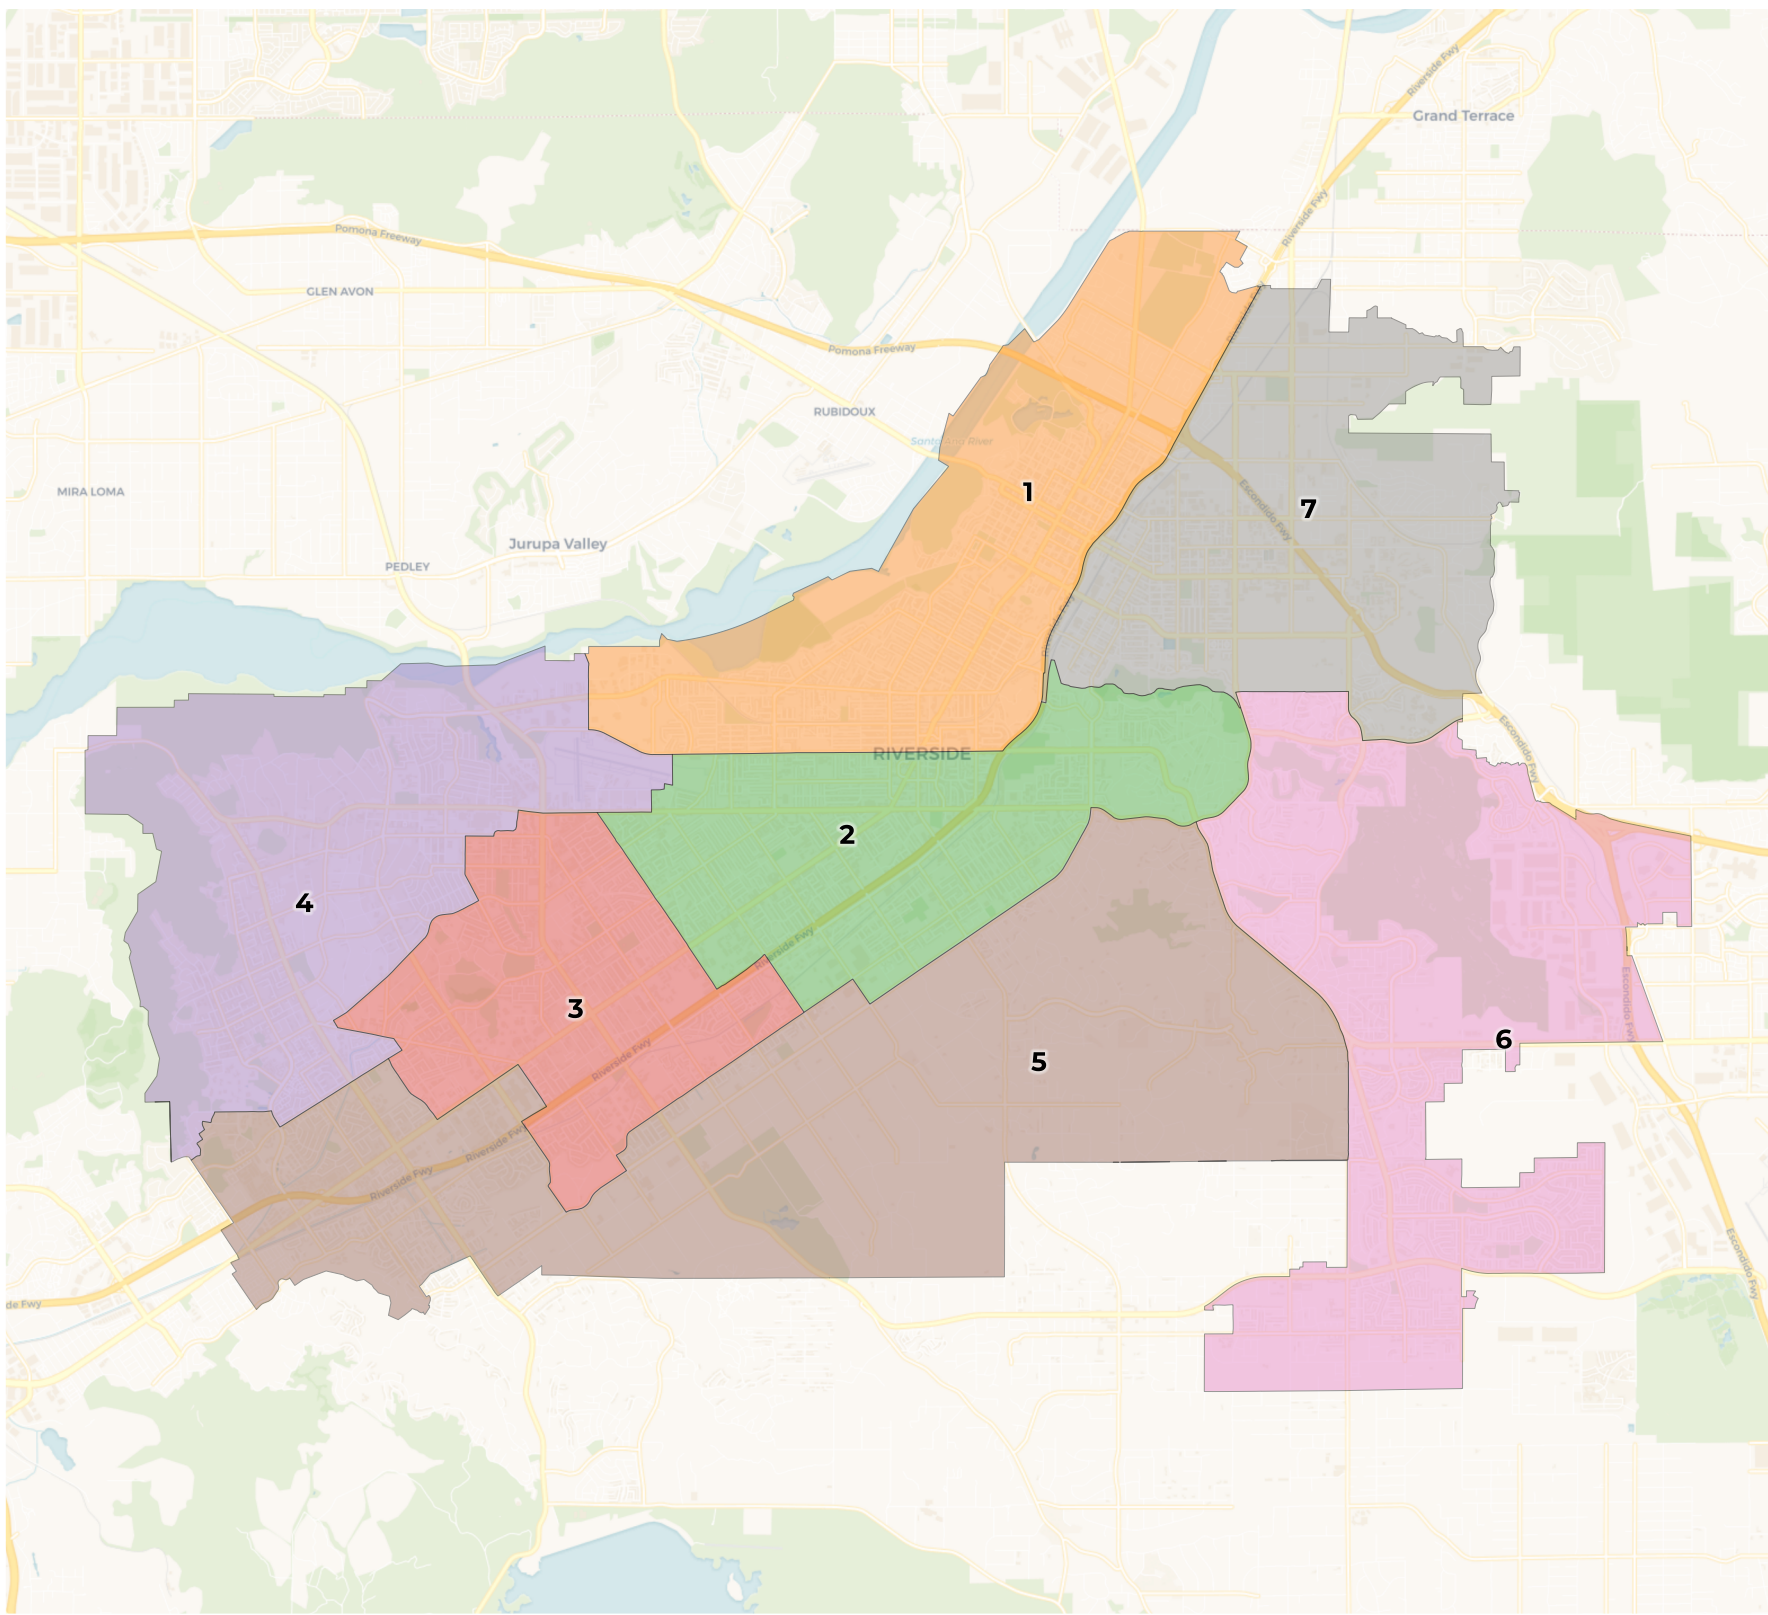 Riverside Fwy
Grand Terrace
Riverside Fwy
Pomona Freeway
GLEN AVON
Pomona Freeway
RUBIDOUX
Santa Ana River
MIRA LOMA
1
7
Escondido Fwy
Jurupa Valley
PEDLEY
RIVERSIDE
Escondido Fwy
2
4
Riverside Fwy
3
Escondido Fwy
6
5
Riverside Fwy
Riverside Fwy
Riverside Fwy
Escondido Fwy
de Fwy